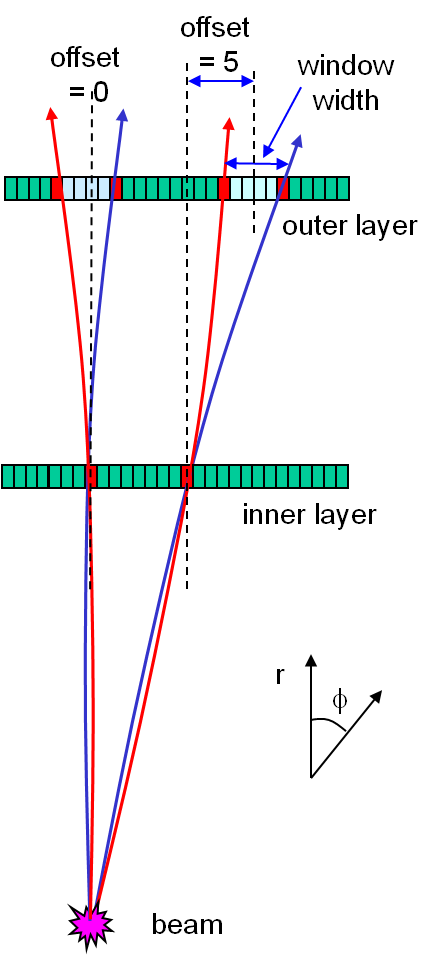 offset
= 0
offset
= 5
window
width
outer layer
inner layer
r
ϕ
beam